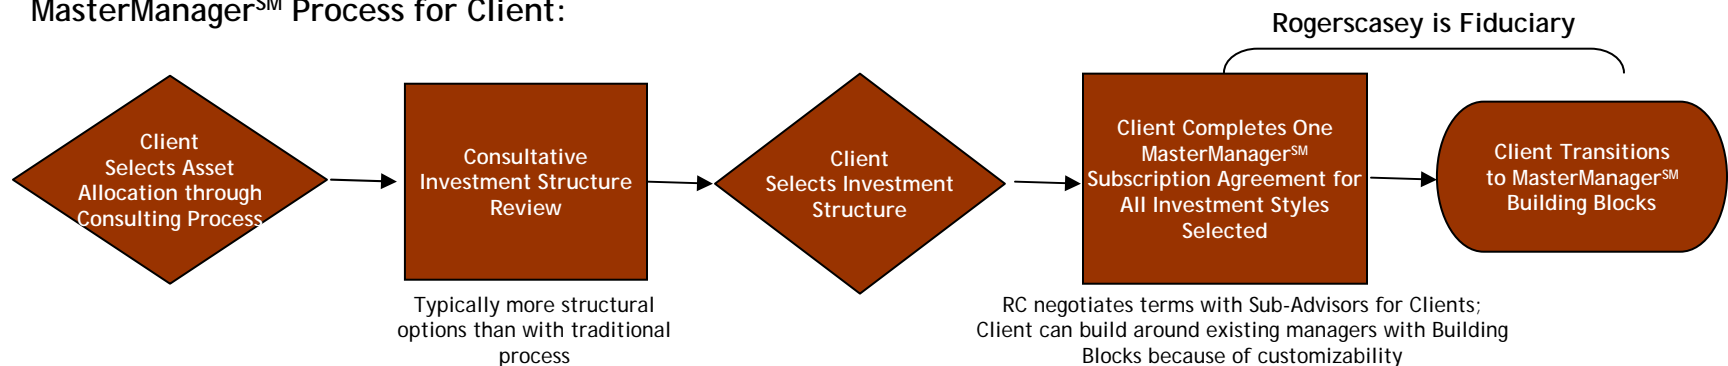 MasterManager℠ Process for Client:
Rogerscasey is Fiduciary
Client
Selects Asset
Allocation through
Consulting Process
Consultative
Investment Structure
Review
Client
Selects Investment
Structure
Client Completes One
MasterManager℠
Subscription Agreement for
All Investment Styles
Selected
Client Transitions
to MasterManager℠
Building Blocks
Typically more structural
options than with traditional
process
RC negotiates terms with Sub-Advisors for Clients;
Client can build around existing managers with Building
Blocks because of customizability